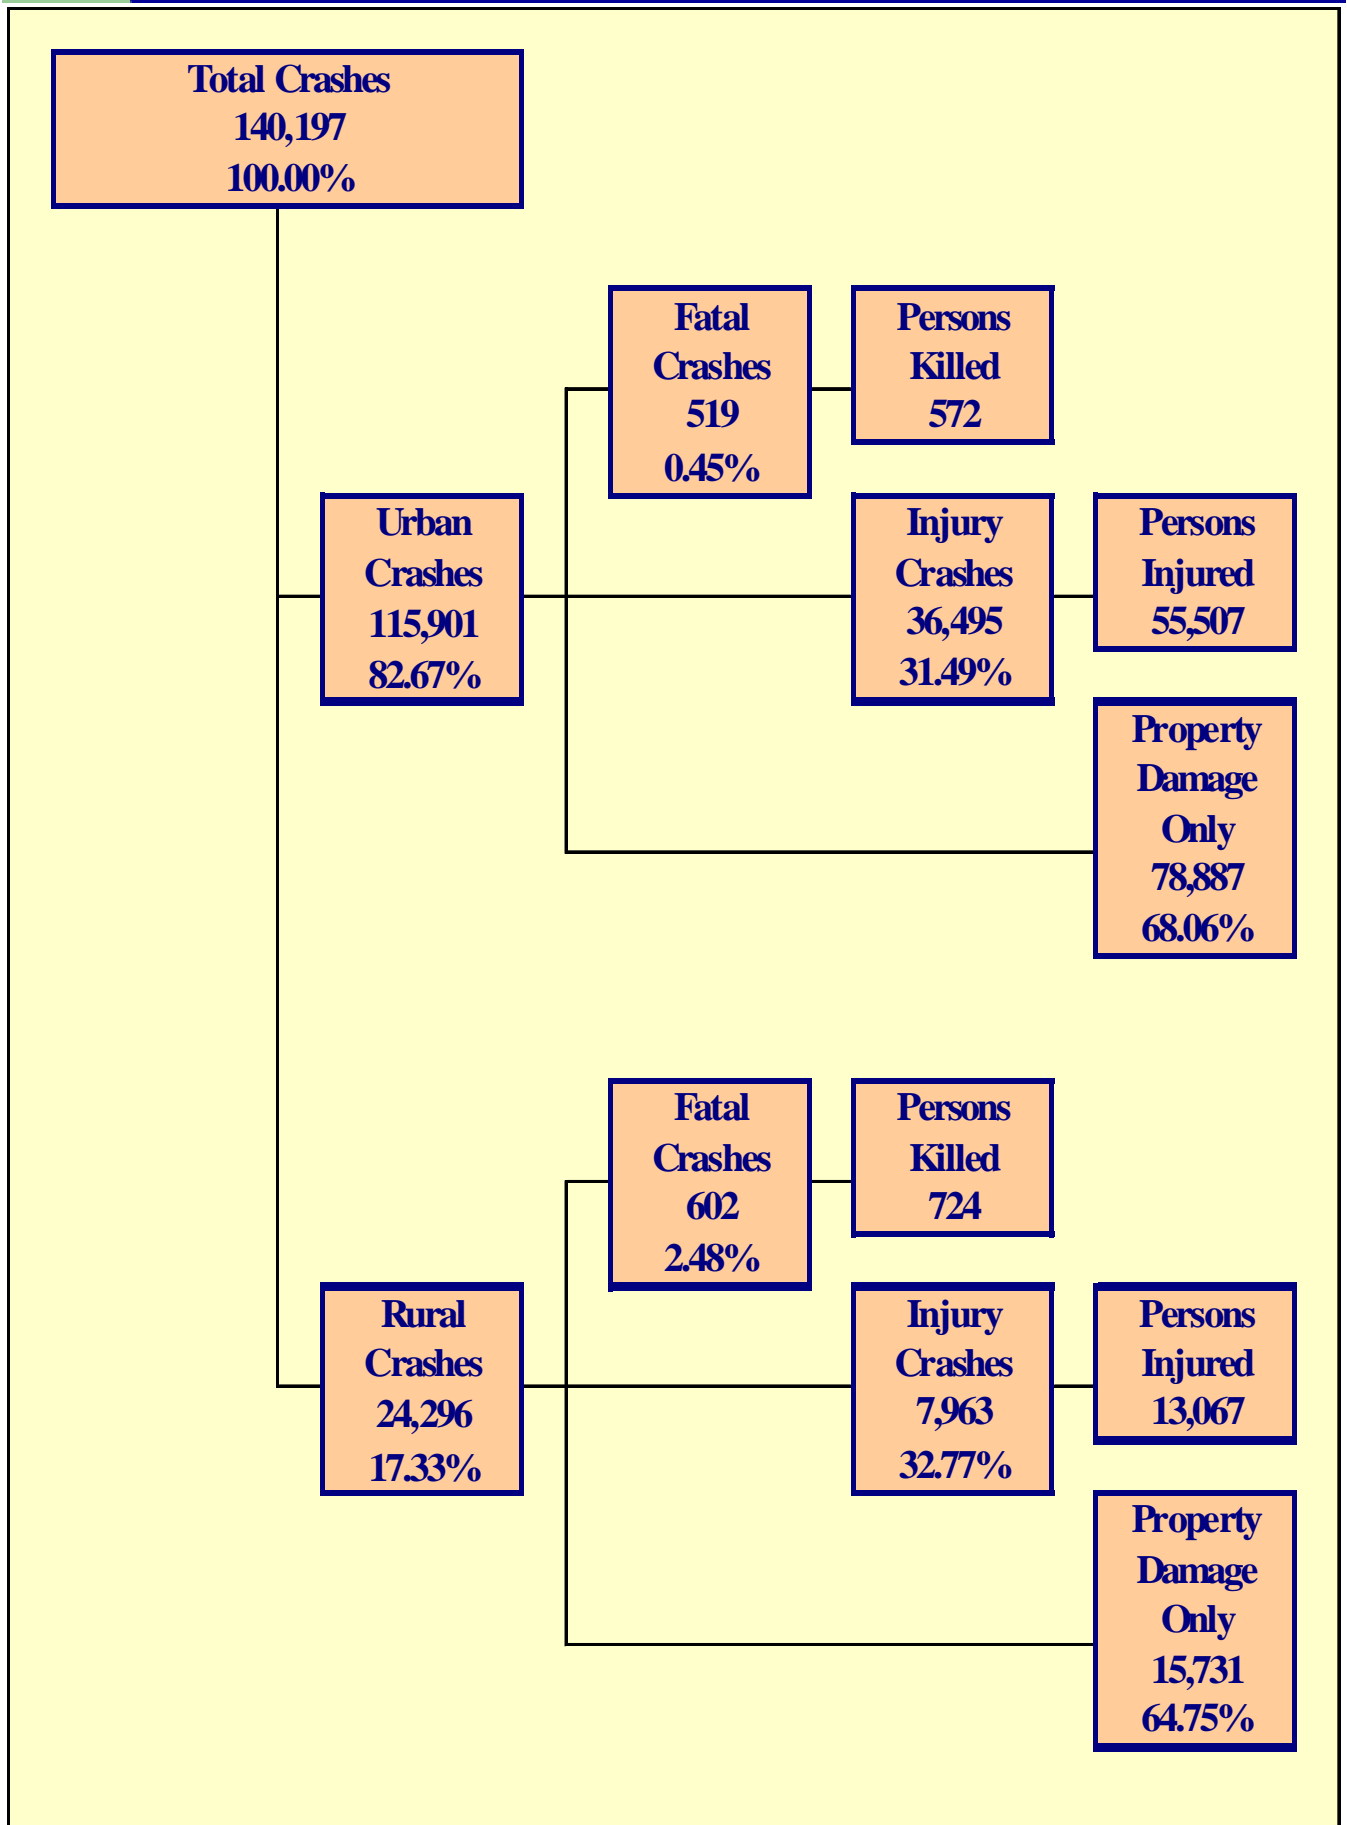 Total Crashes
140,197
100.00%
Fatal
Crashes
519
0.45%
Persons
Killed
572
Urban
Crashes
115,901
82.67%
Injury
Crashes
36,495
31.49%
Persons
Injured
55,507
Property
Damage
Only
78,887
68.06%
Fatal
Crashes
602
2.48%
Persons
Killed
724
Rural
Crashes
24,296
17.33%
Injury
Crashes
7,963
32.77%
Persons
Injured
13,067
Property
Damage
Only
15,731
64.75%